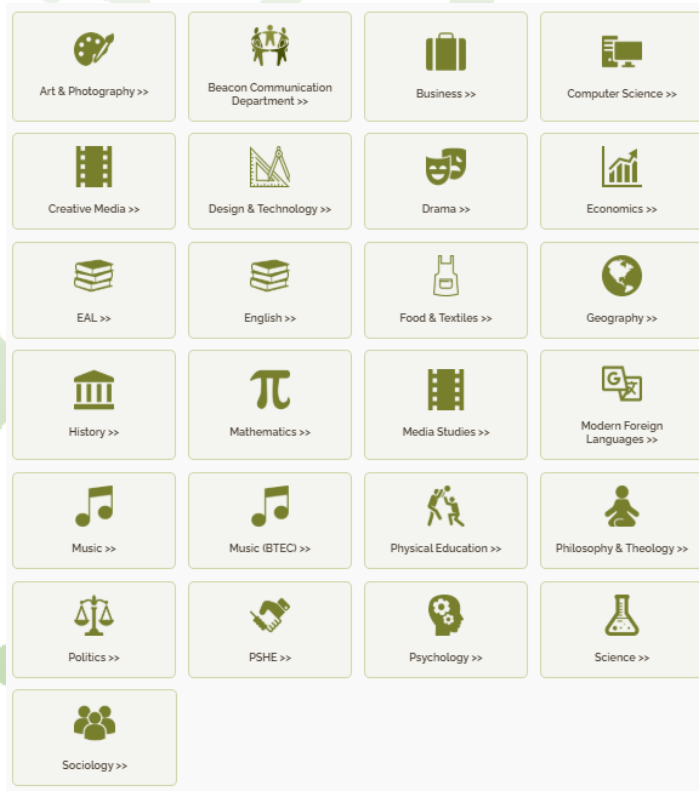 Art & Photography >>
Beacon Communication
Department >>
Business >>
Computer Science >>
Creative Media >>
Design & Technology >>
Drama >>
Economics >>
EAL >>
English >>
Food & Textiles >>
Geography >>
History >>
π
Mathematics >>
Media Studies >>
G 文
Modern Foreign
Languages >>
Music >>
Music (BTEC) >>
Physical Education >>
Philosophy & Theology >>
Politics >>
PSHE >>
Psychology >>
Science >>
Sociology >>